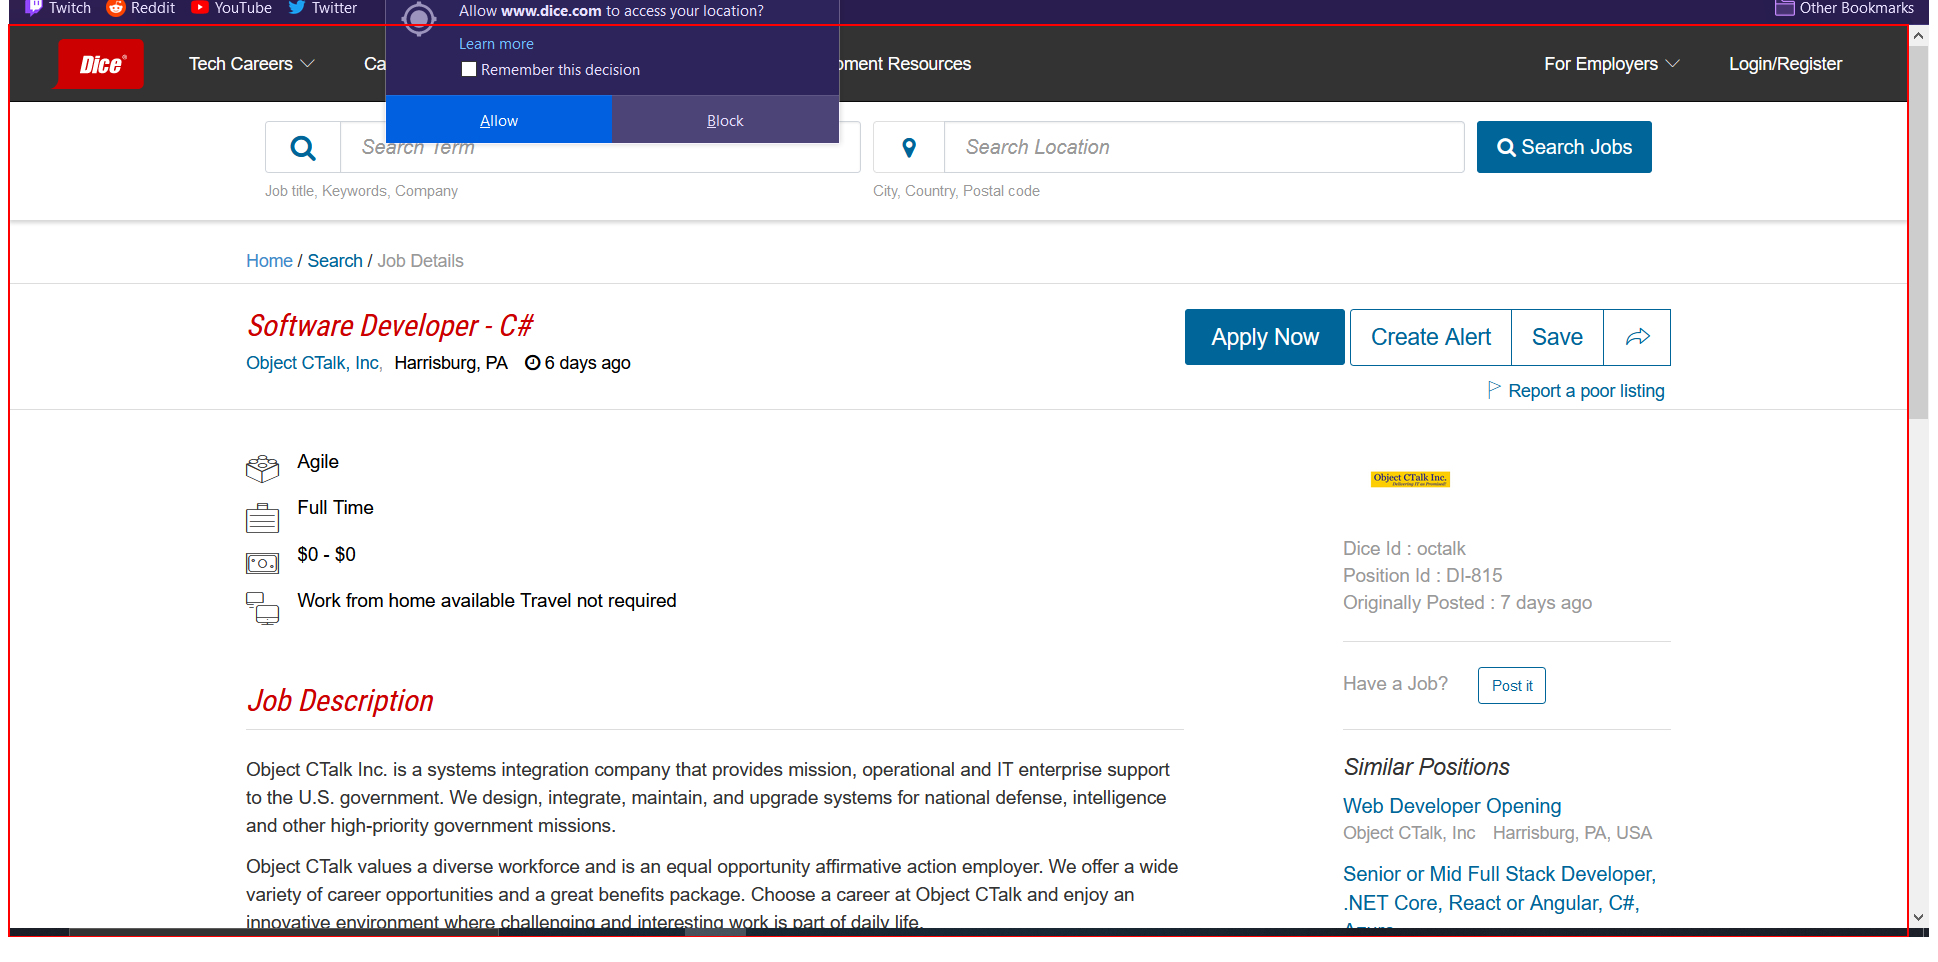 Twitch Reddit YouTube Twitter Other Bookmarks
Allow www.dice.com to access your location?
Learn more
Remember this decision
Allow Block
Dice Tech Careers Ca ment Resources For Employers Login/Register
Search Term Search Location Search Jobs
Job title, Keywords, Company City, Country, Postal code
Home / Search / Job Details
Software Developer - C#
Object CTalk, Inc, Harrisburg, PA 6 days ago
Apply Now Create Alert Save
Report a poor listing
Agile
Full Time
$0 - $0
Work from home available Travel not required
Job Description
Object CTalk Inc. is a systems integration company that provides mission, operational and IT enterprise support
to the U.S. government. We design, integrate, maintain, and upgrade systems for national defense, intelligence
and other high-priority government missions.
Object CTalk values a diverse workforce and is an equal opportunity affirmative action employer. We offer a wide
variety of career opportunities and a great benefits package. Choose a career at Object CTalk and enjoy an
innovative environment where challenging and interesting work is part of daily life.
Object CTalk Inc.
Delivering IT as Promised!
Dice Id : octalk
Position Id : DI-815
Originally Posted : 7 days ago
Have a Job? Post it
Similar Positions
Web Developer Opening
Object CTalk, Inc Harrisburg, PA, USA
Senior or Mid Full Stack Developer,
.NET Core, React or Angular, C#,
Azure